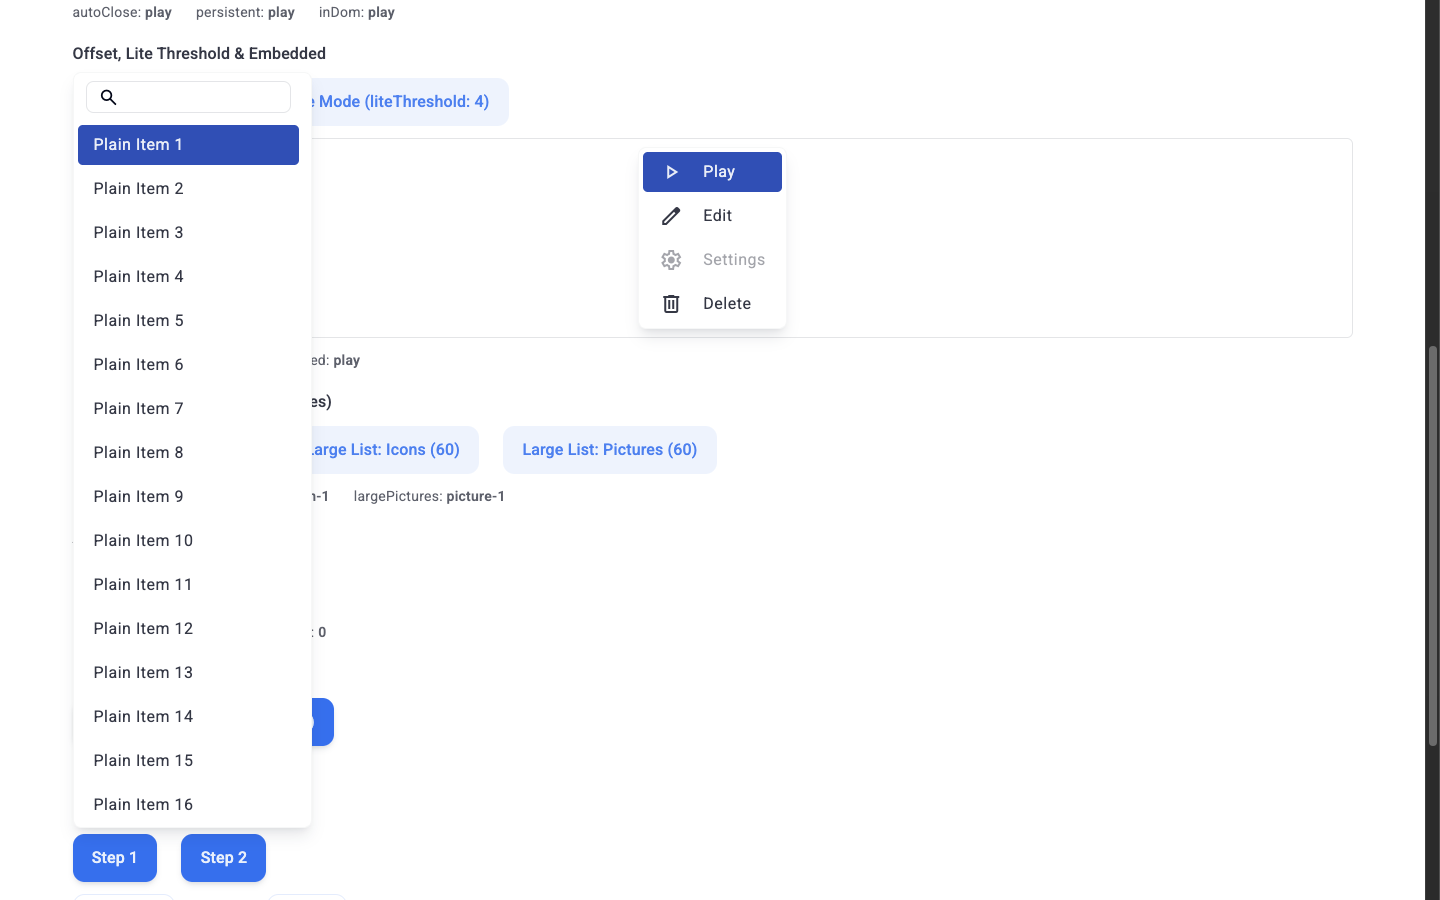 autoClose: play persistent: play inDom: play
Offset, Lite Threshold & Embedded
Mode (liteThreshold: 4)
Plain Item 1
Plain Item 2
Plain Item 3
Plain Item 4
Plain Item 5
Plain Item 6
Plain Item 7
Plain Item 8
Plain Item 9
Plain Item 10
Plain Item 11
Plain Item 12
Plain Item 13
Plain Item 14
Plain Item 15
Plain Item 16
Play
Edit
Settings
Delete
ed: play
es)
Large List: Icons (60) Large List: Pictures (60)
n-1 largePictures: picture-1
: 0
Step 1 Step 2